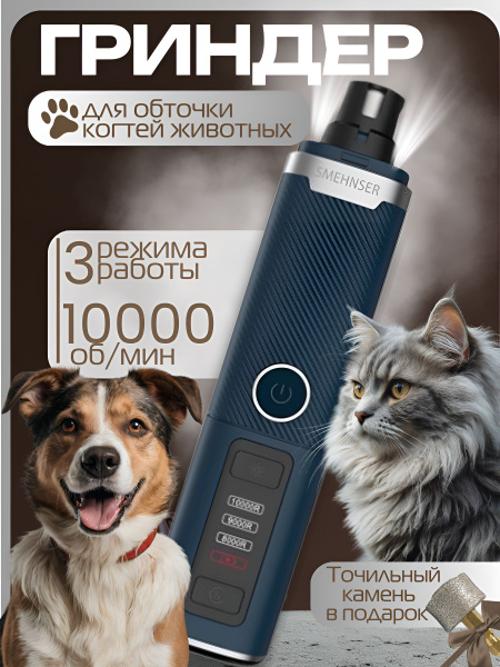 ГРИНДЕР
для обточки
когтей животных
SMEHNSER
3 режима
работы
10000
об/мин
10000R
9000R
8000R
Точильный
камень
в подарок